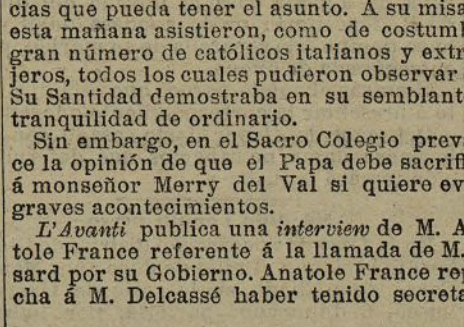 cias que pueda tener el asunto. A su misa
esta mañana asistieron, como de costumb
gran número de católicos italianos y extr
jeros, todos los cuales pudieron observar
Su Santidad demostraba en su semblant
tranquilidad de ordinario.
Sin embargo, en el Sacro Colegio prev
ce la opinión de que el Papa debe sacrifi
á monseñor Merry del Val si quiere ev
graves acontecimientos.
L'Avanti publica una interview de M. A
tole France referente á la llamada de M.
sard por su Gobierno. Anatole France rep
cha á M. Delcassé haber tenido secreta